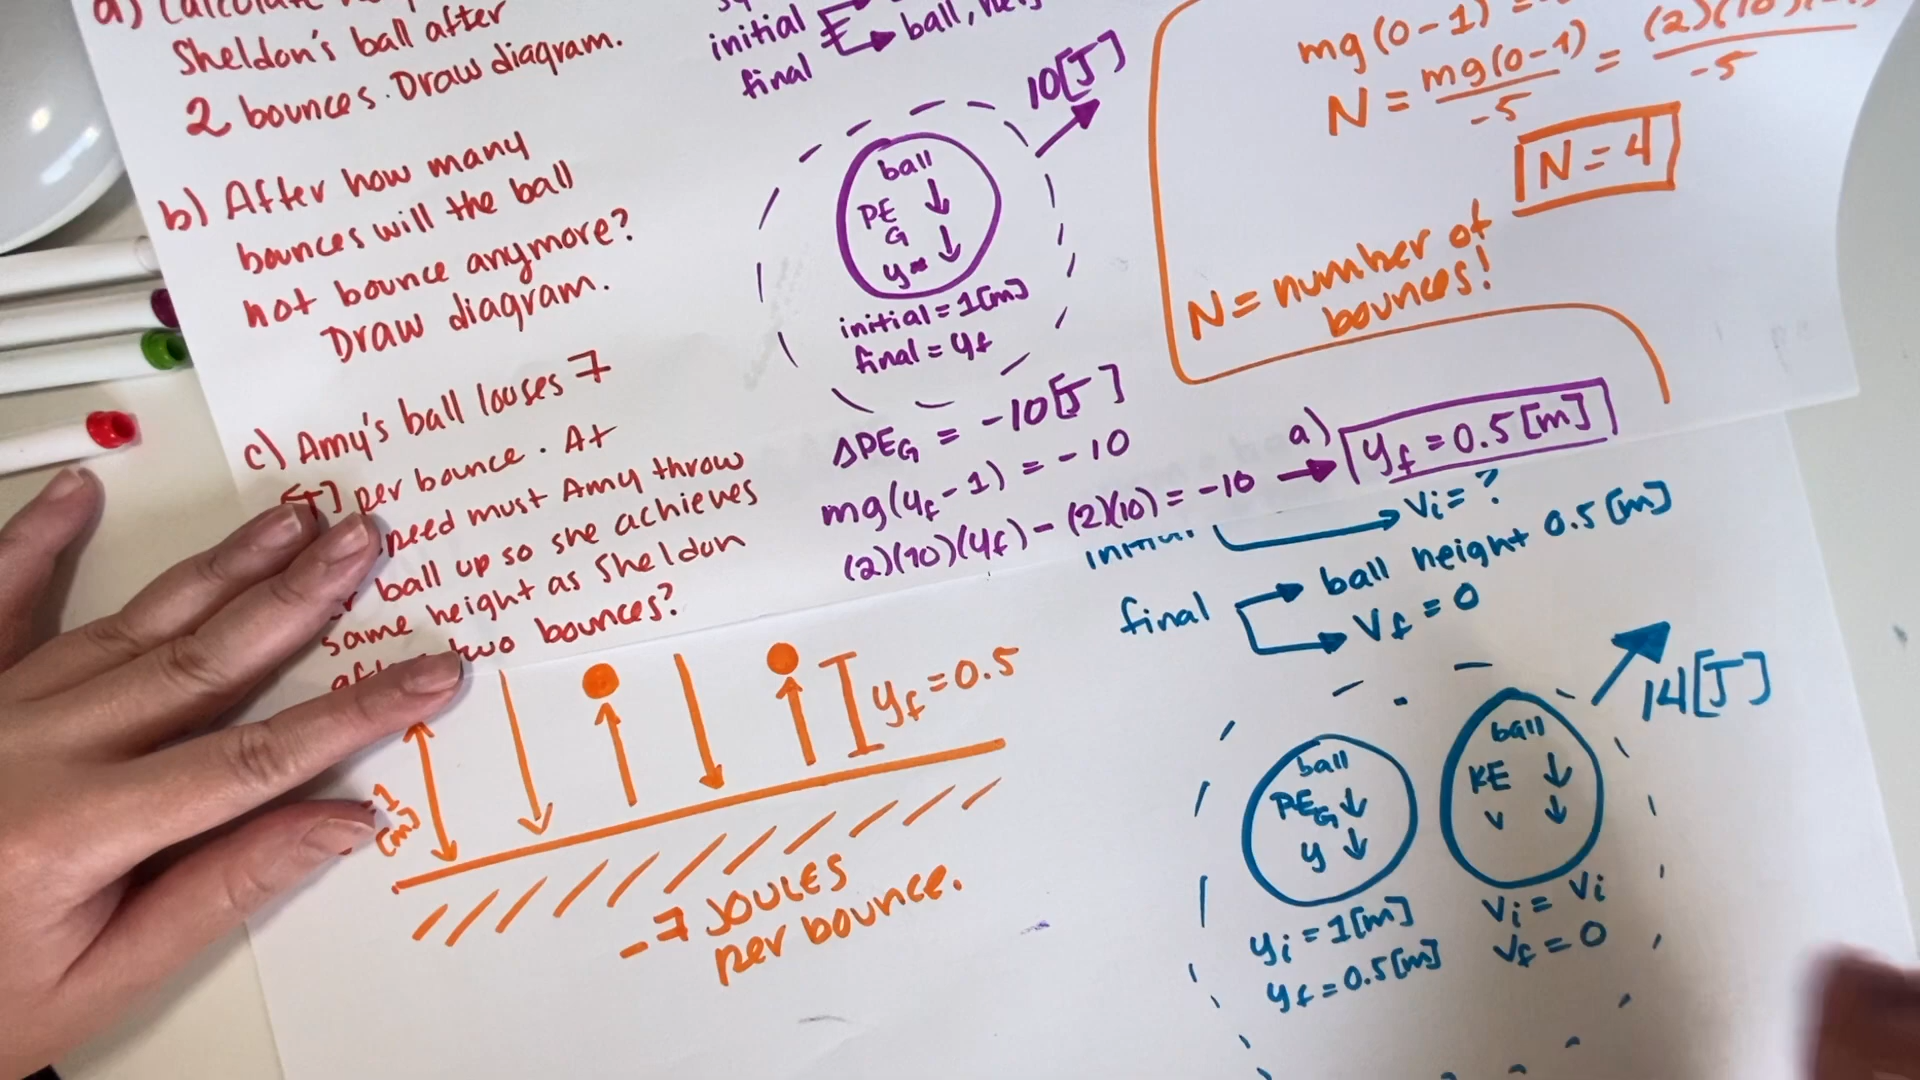 a) Calculate
Sheldon's ball after
2 bounces. Draw diagram.
b) After how many
bounces will the ball
not bounce anymore?
Draw diagram.
c) Amy's ball looses 7
[J] per bounce. At
need must Amy throw
ball up so she achieves
same height as Sheldon
two bounces?
initial
final
ball,
10[J]
ball
PE ↓
G
y ↓
initial = 1[m]
final = yf
ΔPEG = -10[J]
mg(yf - 1) = -10
(2)(10)(yf) - (2)(10) = -10 → a) yf = 0.5[m]
mg(0-1) =
N = mg(0-1)/-5 =
-5
N = 4
N = number of
bounces!
Vi = ?
final
ball height 0.5[m]
Vf = 0
14[J]
ball
PEG ↓
y ↓
yi = 1[m]
yf = 0.5[m]
ball
KE ↓
v ↓
Vi = Vi
Vf = 0
yf = 0.5
1
[m]
-7 JOULES
per bounce.